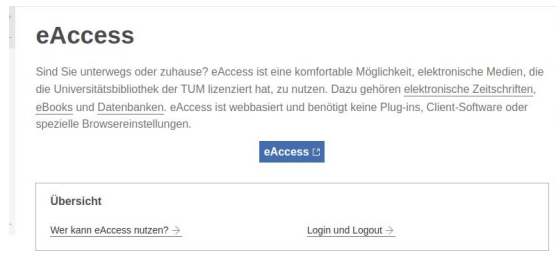 eAccess
Sind Sie unterwegs oder zuhause? eAccess ist eine komfortable Möglichkeit, elektronische Medien, die
die Universitätsbibliothek der TUM lizenziert hat, zu nutzen. Dazu gehören elektronische Zeitschriften,
eBooks und Datenbanken. eAccess ist webbasiert und benötigt keine Plug-ins, Client-Software oder
spezielle Browsereinstellungen.
eAccess
Übersicht
Wer kann eAccess nutzen? → Login und Logout →